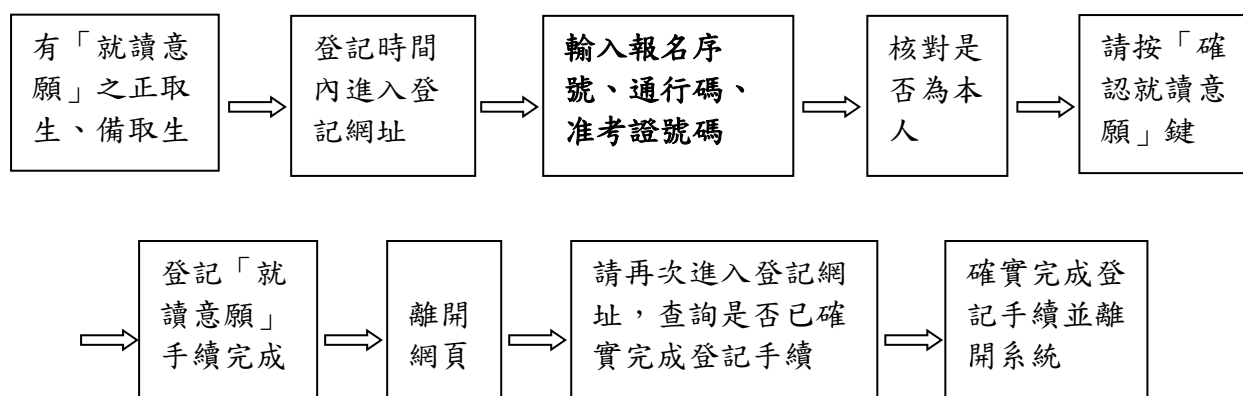 有「就讀意
願」之正取
生、備取生
登記時間
內進入登
記網址
輸入報名序
號、通行碼、
准考證號碼
核對是
否為本
人
請按「確
認就讀意
願」鍵
登記「就
讀意願」
手續完成
離開
網頁
請再次進入登記網
址，查詢是否已確
實完成登記手續
確實完成登
記手續並離
開系統